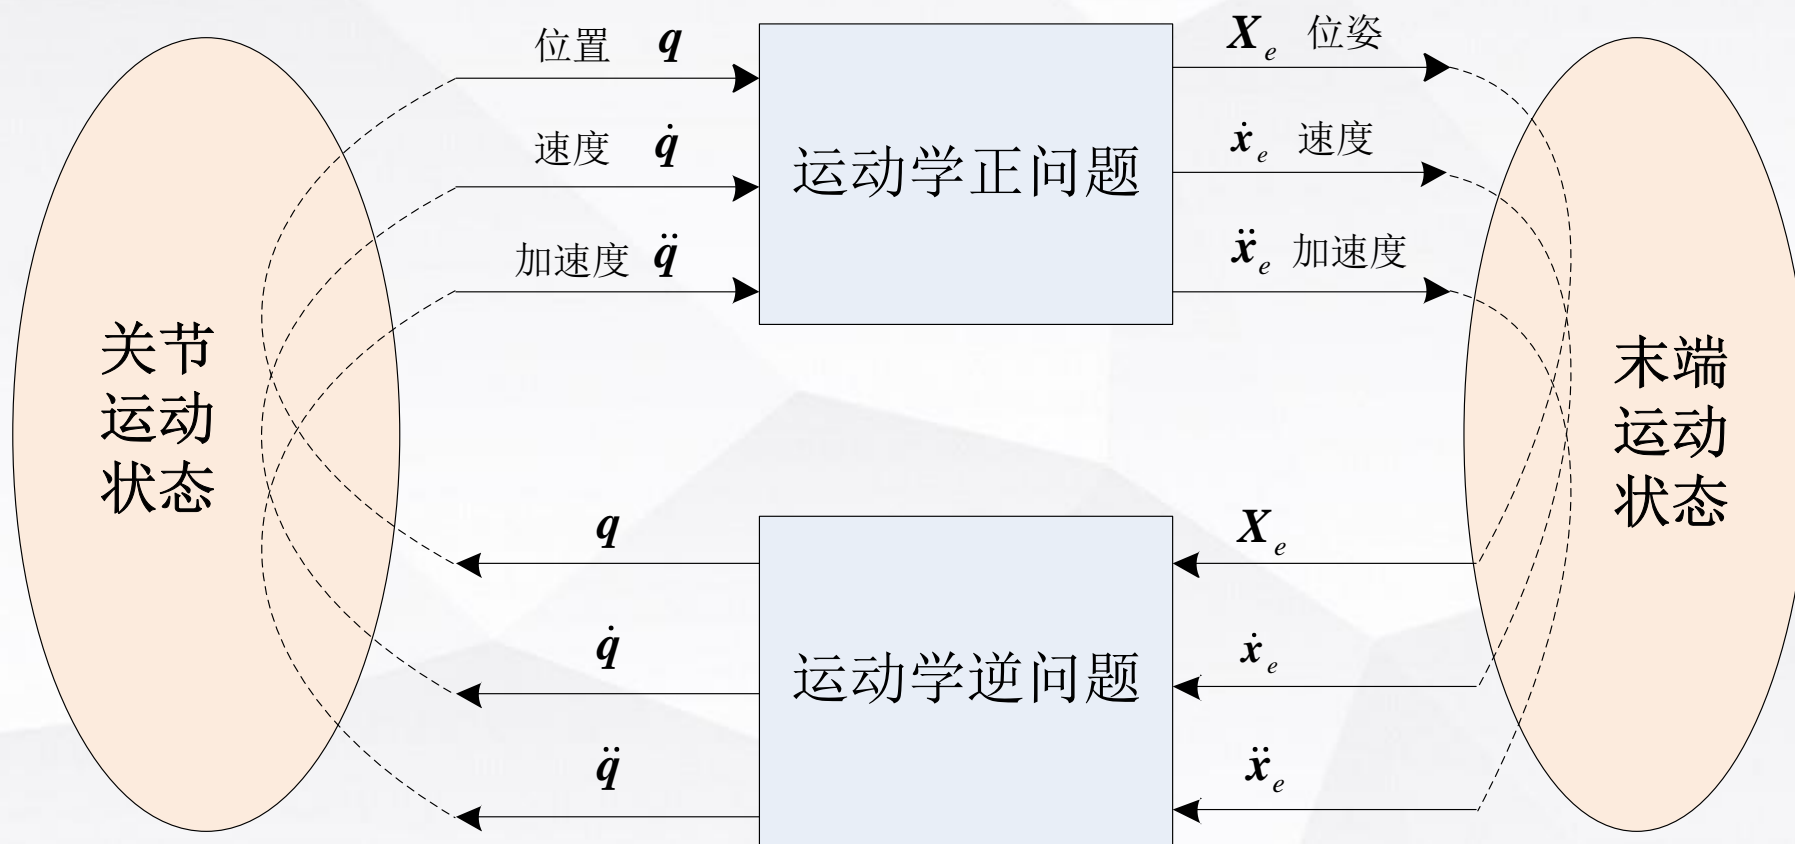 位置 q
X_e 位姿
速度 q̇
ẋ_e 速度
运动学正问题
加速度 q̈
ẍ_e 加速度
关节
运动
状态
末端
运动
状态
q
X_e
q̇
ẋ_e
运动学逆问题
q̈
ẍ_e